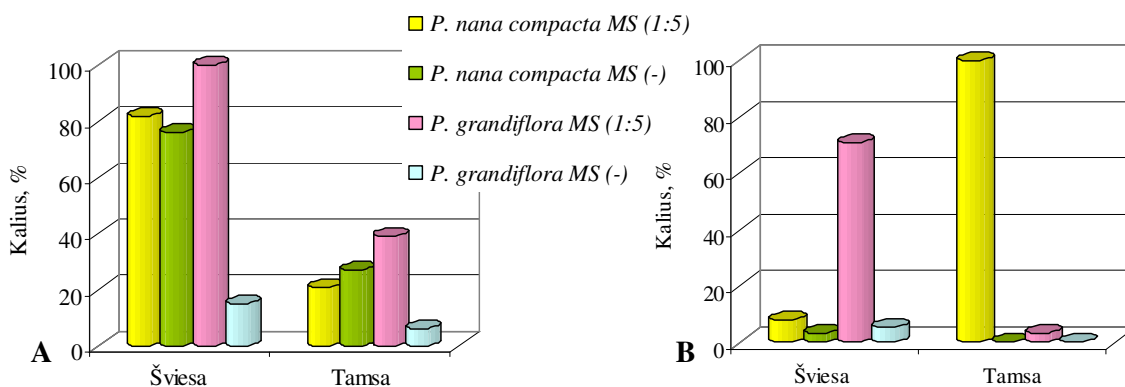 P. nana compacta MS (1:5)
P. nana compacta MS (-)
P. grandiflora MS (1:5)
P. grandiflora MS (-)
Kalius, %
100
80
60
40
20
0
A
Šviesa Tamsa
Kalius, %
100
80
60
40
20
0
B
Šviesa Tamsa